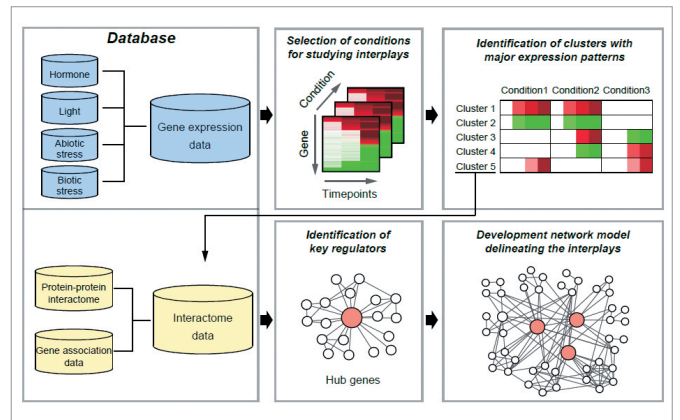 Database
Hormone
Light
Abiotic
stress
Biotic
stress
Gene expression
data
Selection of conditions
for studying interplays
Condition
Gene
Timepoints
Identification of clusters with
major expression patterns
Condition1 Condition2 Condition3
Cluster 1
Cluster 2
Cluster 3
Cluster 4
Cluster 5
Protein-protein
interactome
Gene association
data
Interactome
data
Identification of
key regulators
Hub genes
Development network model
delineating the interplays